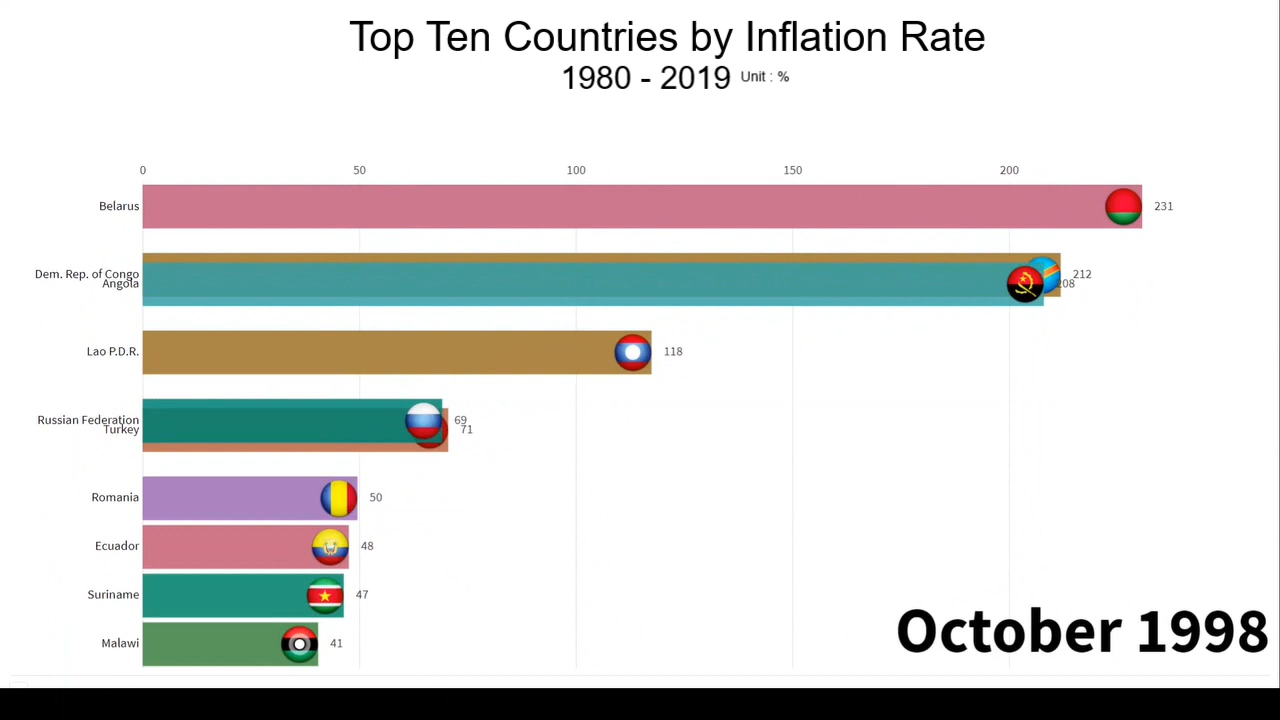 Top Ten Countries by Inflation Rate
1980 - 2019 Unit : %
0 50 100 150 200
Belarus 231
Dem. Rep. of Congo 212
Angola 208
Lao P.D.R. 118
Russian Federation 69
Turkey 71
Romania 50
Ecuador 48
Suriname 47
Malawi 41
October 1998